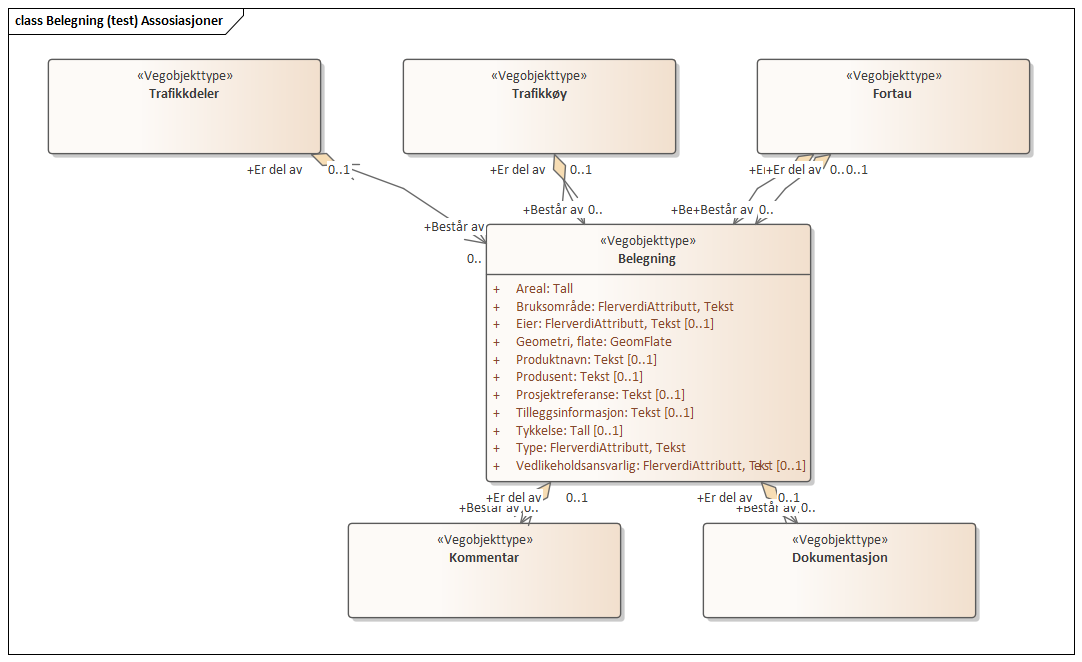 class Belegning (test) Assosiasjoner
«Vegobjekttype»
Trafikkdeler
«Vegobjekttype»
Trafikkøy
«Vegobjekttype»
Fortau
+Er del av 0..1
+Er del av 0..1
+Er del av 0..1
+Består av
0..
+Består av 0..
+Består av 0..
«Vegobjekttype»
Belegning
+ Areal: Tall
+ Bruksområde: FlerverdiAttributt, Tekst
+ Eier: FlerverdiAttributt, Tekst [0..1]
+ Geometri, flate: GeomFlate
+ Produktnavn: Tekst [0..1]
+ Produsent: Tekst [0..1]
+ Prosjektreferanse: Tekst [0..1]
+ Tilleggsinformasjon: Tekst [0..1]
+ Tykkelse: Tall [0..1]
+ Type: FlerverdiAttributt, Tekst
+ Vedlikeholdsansvarlig: FlerverdiAttributt, Tekst [0..1]
+Er del av 0..1
+Består av 0..
+Er del av 0..1
+Består av 0..
«Vegobjekttype»
Kommentar
«Vegobjekttype»
Dokumentasjon